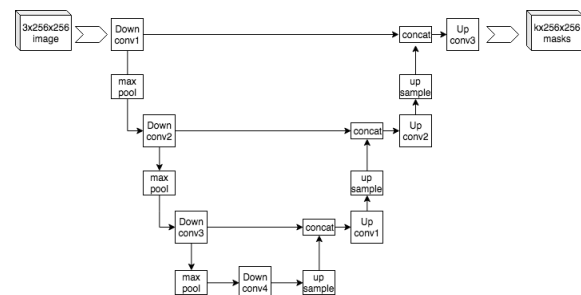 3x256x256
image
Down
conv1
concat
Up
conv3
kx256x256
masks
max
pool
up
sample
Down
conv2
concat
Up
conv2
max
pool
up
sample
Down
conv3
concat
Up
conv1
max
pool
Down
conv4
up
sample